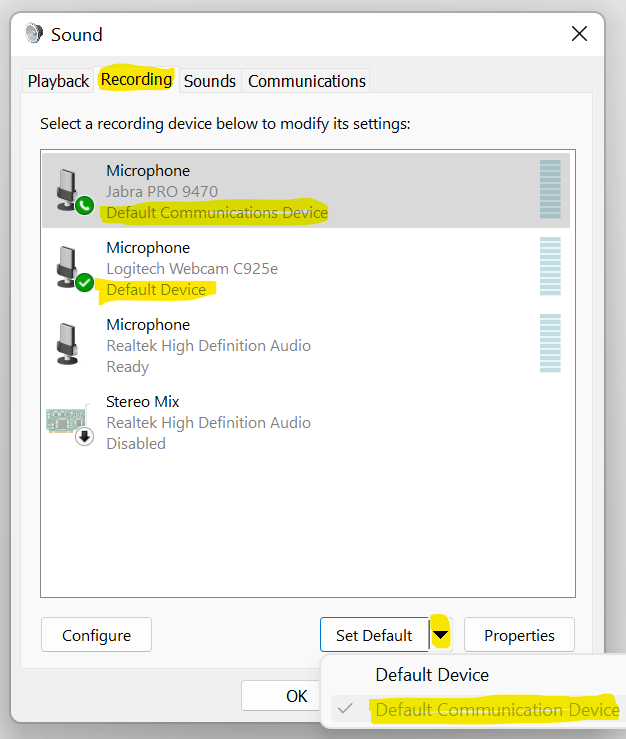 Sound
Playback Recording Sounds Communications
Select a recording device below to modify its settings:
Microphone
Jabra PRO 9470
Default Communications Device
Microphone
Logitech Webcam C925e
Default Device
Microphone
Realtek High Definition Audio
Ready
Stereo Mix
Realtek High Definition Audio
Disabled
Configure Set Default Properties
Default Device
OK
Default Communication Device